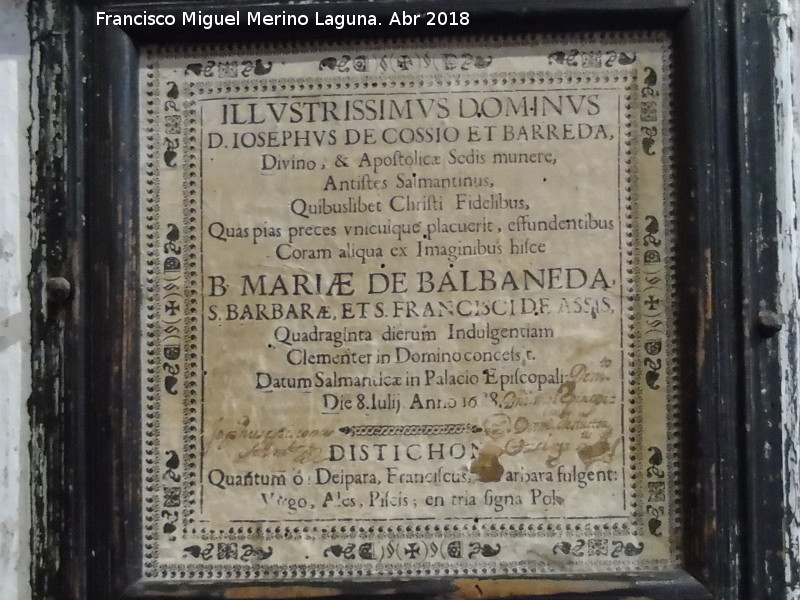 Francisco Miguel Merino Laguna. Abr 2018
ILLVSTRISSIMVS DOMINVS
D. IOSEPHVS DE COSSIO ET BARREDA,
Divino, & Apoſtolicæ Sedis munere,
Antiſtes Salmantinus,
Quibuslibet Chriſti Fidelibus,
Quas pias preces vnicuique placuerit, effundentibus
Coram aliqua ex Imaginibus hiſce
B. MARIÆ DE BALBANEDA,
S. BARBARÆ, ET S. FRANCISCI DE ASSIS,
Quadraginta dierum Indulgentiam
Clementer in Domino conceſsit.
Datum Salmanticæ in Palacio Epiſcopali
Die 8. Iulij Anno
DISTICHON
Quantum ò Deipara, Franciſcus, Barbara fulgent:
Virgo, Ales, Piſcis; en tria ſigna